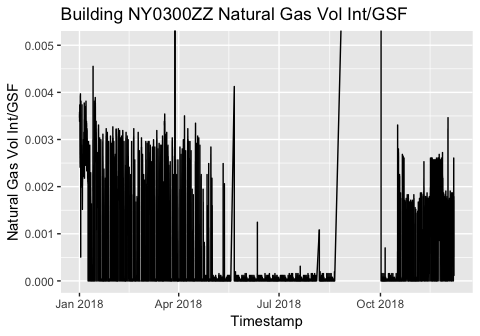 Building NY0300ZZ Natural Gas Vol Int/GSF
0.005
0.004
0.003
0.002
0.001
0.000
Natural Gas Vol Int/GSF
Jan 2018 Apr 2018 Jul 2018 Oct 2018
Timestamp